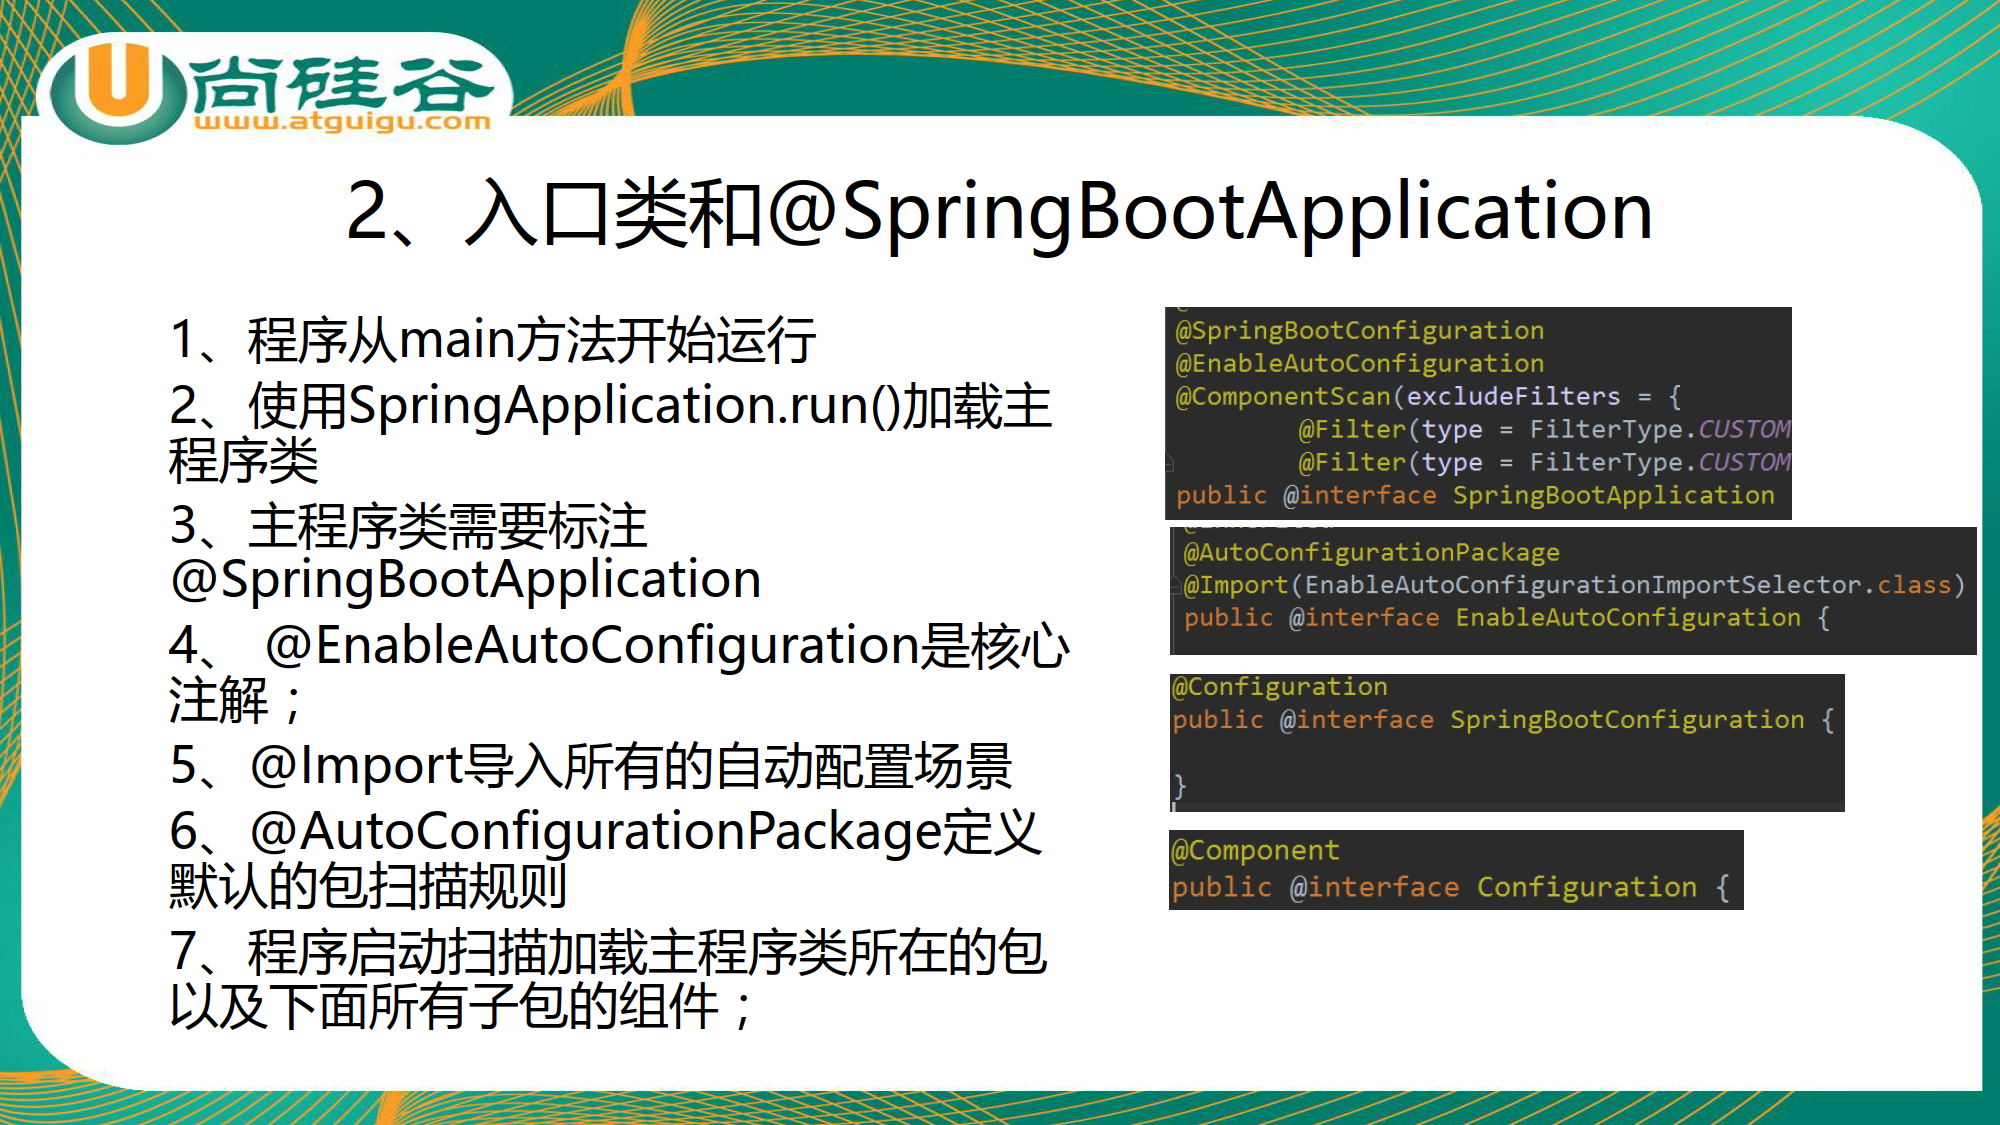 尚硅谷
www.atguigu.com
2、入口类和@SpringBootApplication
1、程序从main方法开始运行
2、使用SpringApplication.run()加载主
程序类
3、主程序类需要标注
@SpringBootApplication
4、 @EnableAutoConfiguration是核心
注解；
5、@Import导入所有的自动配置场景
6、@AutoConfigurationPackage定义
默认的包扫描规则
7、程序启动扫描加载主程序类所在的包
以及下面所有子包的组件；
@SpringBootConfiguration
@EnableAutoConfiguration
@ComponentScan(excludeFilters = {
@Filter(type = FilterType.CUSTOM
@Filter(type = FilterType.CUSTOM
public @interface SpringBootApplication
@AutoConfigurationPackage
@Import(EnableAutoConfigurationImportSelector.class)
public @interface EnableAutoConfiguration {
@Configuration
public @interface SpringBootConfiguration {
}
@Component
public @interface Configuration {